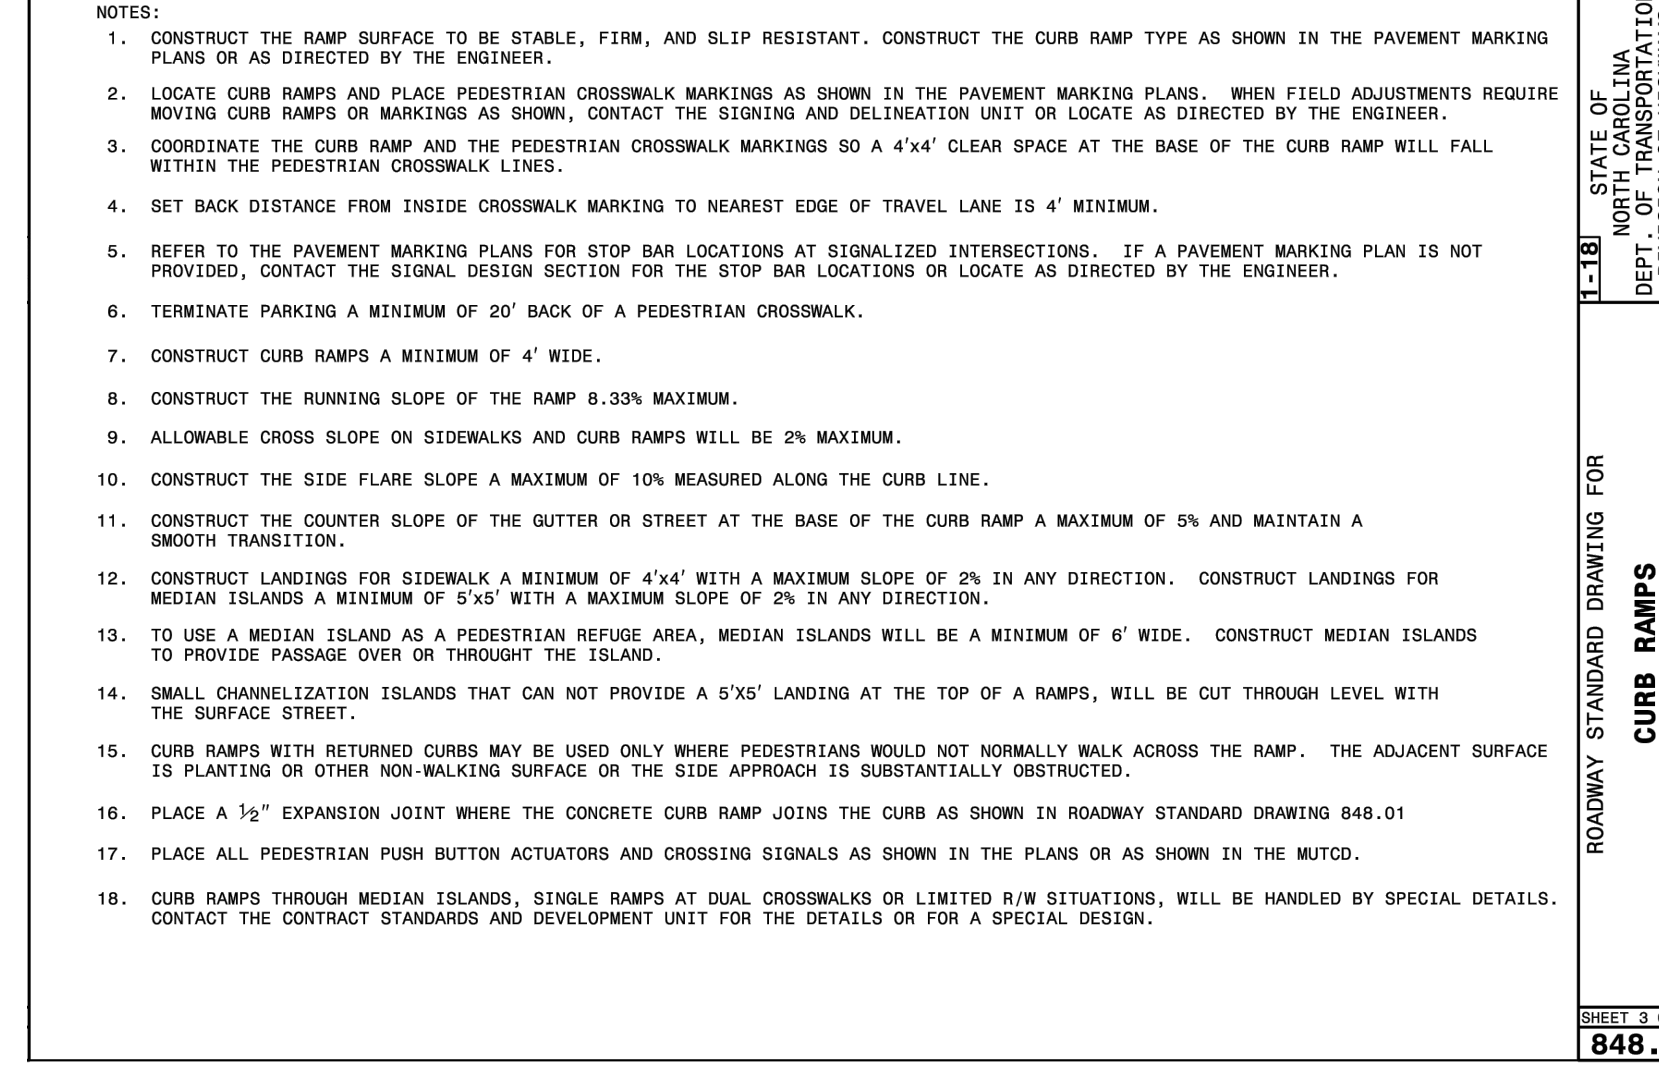 NOTES:
1. CONSTRUCT THE RAMP SURFACE TO BE STABLE, FIRM, AND SLIP RESISTANT. CONSTRUCT THE CURB RAMP TYPE AS SHOWN IN THE PAVEMENT MARKING
PLANS OR AS DIRECTED BY THE ENGINEER.
2. LOCATE CURB RAMPS AND PLACE PEDESTRIAN CROSSWALK MARKINGS AS SHOWN IN THE PAVEMENT MARKING PLANS. WHEN FIELD ADJUSTMENTS REQUIRE
MOVING CURB RAMPS OR MARKINGS AS SHOWN, CONTACT THE SIGNING AND DELINEATION UNIT OR LOCATE AS DIRECTED BY THE ENGINEER.
3. COORDINATE THE CURB RAMP AND THE PEDESTRIAN CROSSWALK MARKINGS SO A 4'x4' CLEAR SPACE AT THE BASE OF THE CURB RAMP WILL FALL
WITHIN THE PEDESTRIAN CROSSWALK LINES.
4. SET BACK DISTANCE FROM INSIDE CROSSWALK MARKING TO NEAREST EDGE OF TRAVEL LANE IS 4' MINIMUM.
5. REFER TO THE PAVEMENT MARKING PLANS FOR STOP BAR LOCATIONS AT SIGNALIZED INTERSECTIONS. IF A PAVEMENT MARKING PLAN IS NOT
PROVIDED, CONTACT THE SIGNAL DESIGN SECTION FOR THE STOP BAR LOCATIONS OR LOCATE AS DIRECTED BY THE ENGINEER.
6. TERMINATE PARKING A MINIMUM OF 20' BACK OF A PEDESTRIAN CROSSWALK.
7. CONSTRUCT CURB RAMPS A MINIMUM OF 4' WIDE.
8. CONSTRUCT THE RUNNING SLOPE OF THE RAMP 8.33% MAXIMUM.
9. ALLOWABLE CROSS SLOPE ON SIDEWALKS AND CURB RAMPS WILL BE 2% MAXIMUM.
10. CONSTRUCT THE SIDE FLARE SLOPE A MAXIMUM OF 10% MEASURED ALONG THE CURB LINE.
11. CONSTRUCT THE COUNTER SLOPE OF THE GUTTER OR STREET AT THE BASE OF THE CURB RAMP A MAXIMUM OF 5% AND MAINTAIN A
SMOOTH TRANSITION.
12. CONSTRUCT LANDINGS FOR SIDEWALK A MINIMUM OF 4'x4' WITH A MAXIMUM SLOPE OF 2% IN ANY DIRECTION. CONSTRUCT LANDINGS FOR
MEDIAN ISLANDS A MINIMUM OF 5'x5' WITH A MAXIMUM SLOPE OF 2% IN ANY DIRECTION.
13. TO USE A MEDIAN ISLAND AS A PEDESTRIAN REFUGE AREA, MEDIAN ISLANDS WILL BE A MINIMUM OF 6' WIDE. CONSTRUCT MEDIAN ISLANDS
TO PROVIDE PASSAGE OVER OR THROUGHT THE ISLAND.
14. SMALL CHANNELIZATION ISLANDS THAT CAN NOT PROVIDE A 5'X5' LANDING AT THE TOP OF A RAMPS, WILL BE CUT THROUGH LEVEL WITH
THE SURFACE STREET.
15. CURB RAMPS WITH RETURNED CURBS MAY BE USED ONLY WHERE PEDESTRIANS WOULD NOT NORMALLY WALK ACROSS THE RAMP. THE ADJACENT SURFACE
IS PLANTING OR OTHER NON-WALKING SURFACE OR THE SIDE APPROACH IS SUBSTANTIALLY OBSTRUCTED.
16. PLACE A ½" EXPANSION JOINT WHERE THE CONCRETE CURB RAMP JOINS THE CURB AS SHOWN IN ROADWAY STANDARD DRAWING 848.01
17. PLACE ALL PEDESTRIAN PUSH BUTTON ACTUATORS AND CROSSING SIGNALS AS SHOWN IN THE PLANS OR AS SHOWN IN THE MUTCD.
18. CURB RAMPS THROUGH MEDIAN ISLANDS, SINGLE RAMPS AT DUAL CROSSWALKS OR LIMITED R/W SITUATIONS, WILL BE HANDLED BY SPECIAL DETAILS.
CONTACT THE CONTRACT STANDARDS AND DEVELOPMENT UNIT FOR THE DETAILS OR FOR A SPECIAL DESIGN.
1-18
STATE OF
NORTH CAROLINA
DEPT. OF TRANSPORTATIO
ROADWAY STANDARD DRAWING FOR
CURB RAMPS
SHEET 3
848.